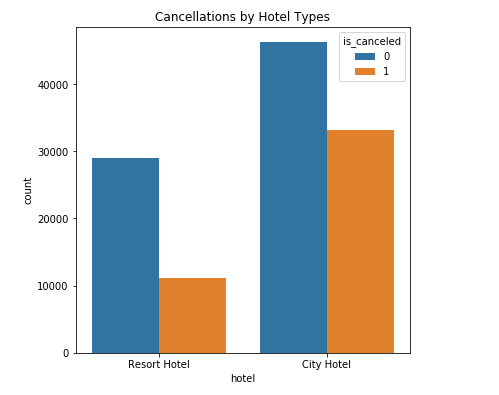 Cancellations by Hotel Types
is_canceled
0
1
40000
30000
20000
10000
0
count
Resort Hotel
City Hotel
hotel